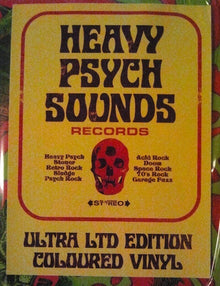 HEAVY
PSYCH
SOUNDS
RECORDS
Heavy Psych
Stoner
Retro Rock
Sludge
Psych Rock
Acid Rock
Doom
Space Rock
70's Rock
Garage Fuzz
STEREO
ULTRA LTD EDITION
COLOURED VINYL